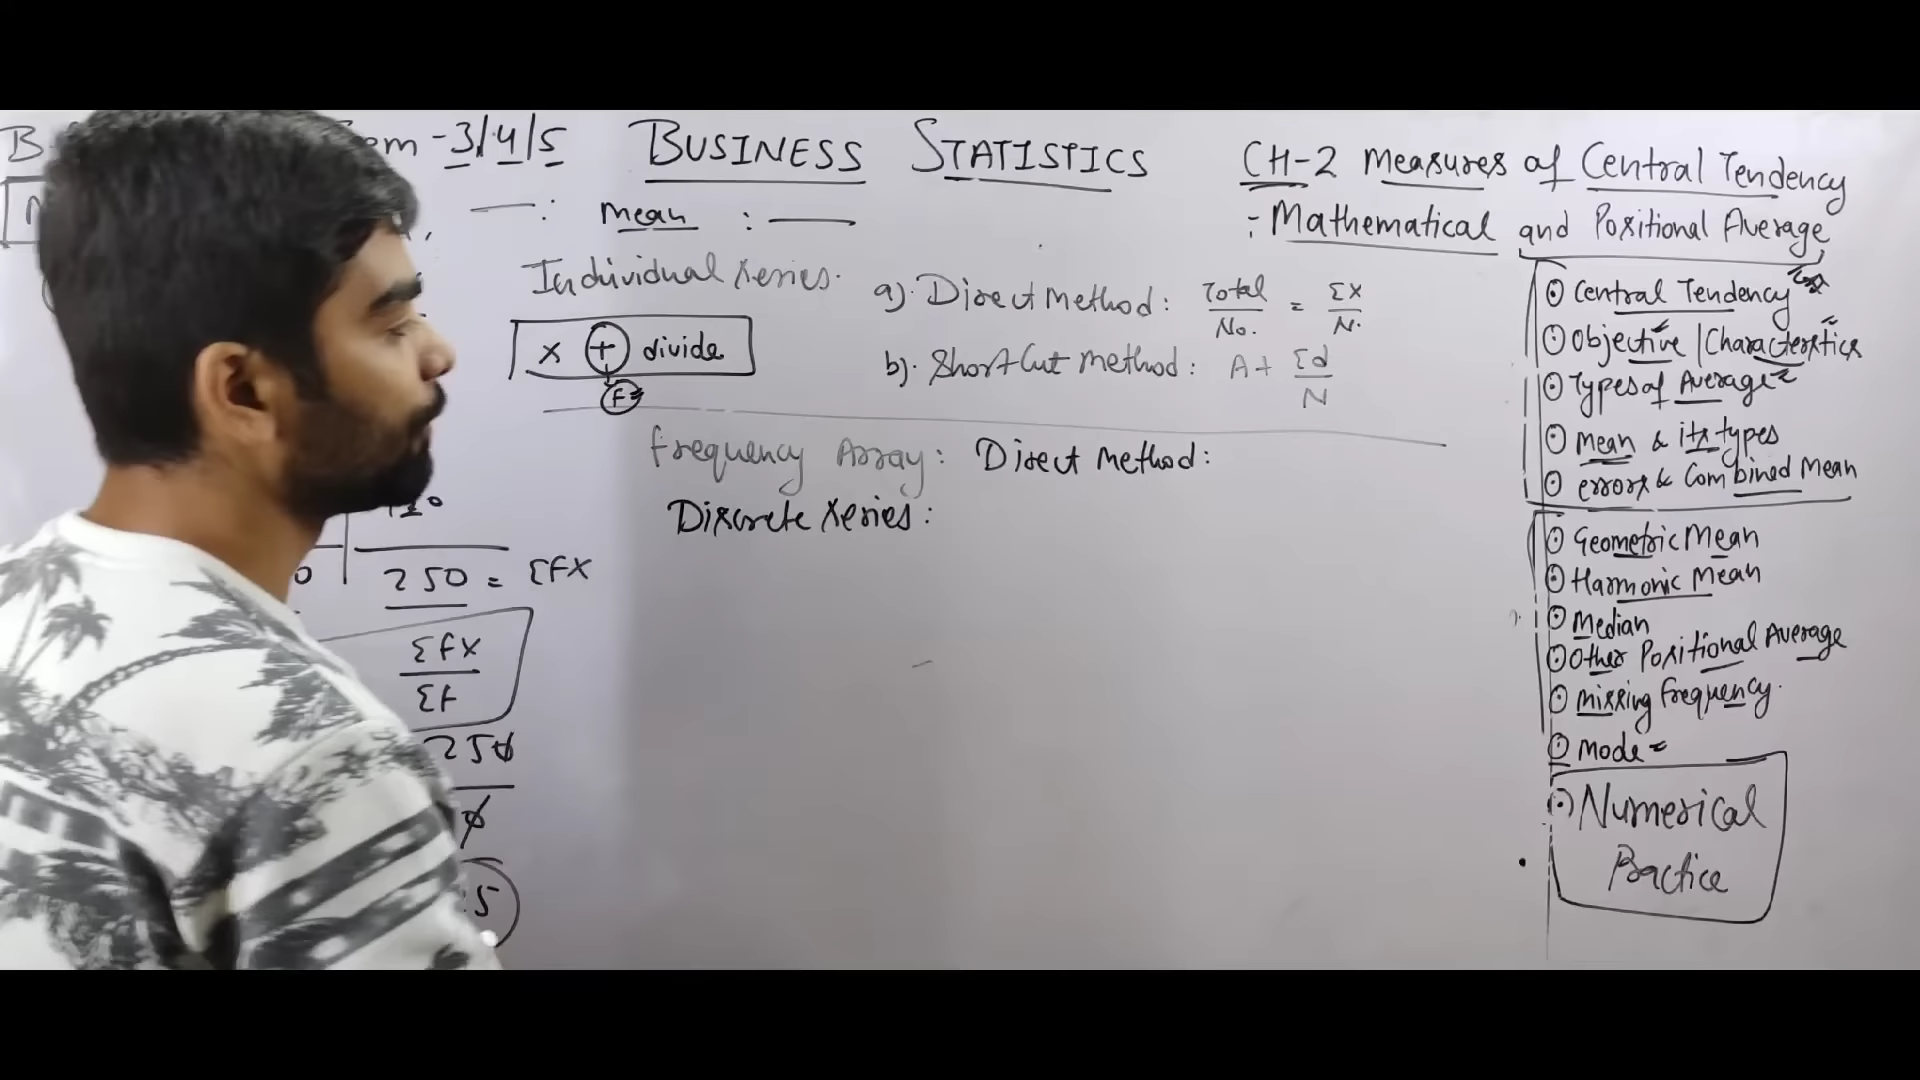 -3/4/5 BUSINESS STATISTICS
CH-2 Measures of Central Tendency
:- Mathematical and Positional Average
Mean :
Individual Series.
a). Direct Method: Total/No. = Σx/N.
x + divide
F
b). Short Cut Method: A + Σd/N
Frequency Array: Direct Method:
Discrete Series:
250 = Σfx
Σfx
Σf
250
0
5
Central Tendency
Objective / Characteristics
Types of Average
Mean & its types
errors & Combined Mean
Geometric Mean
Harmonic Mean
Median
Other Positional Average
Missing frequency.
Mode
Numerical
Practice